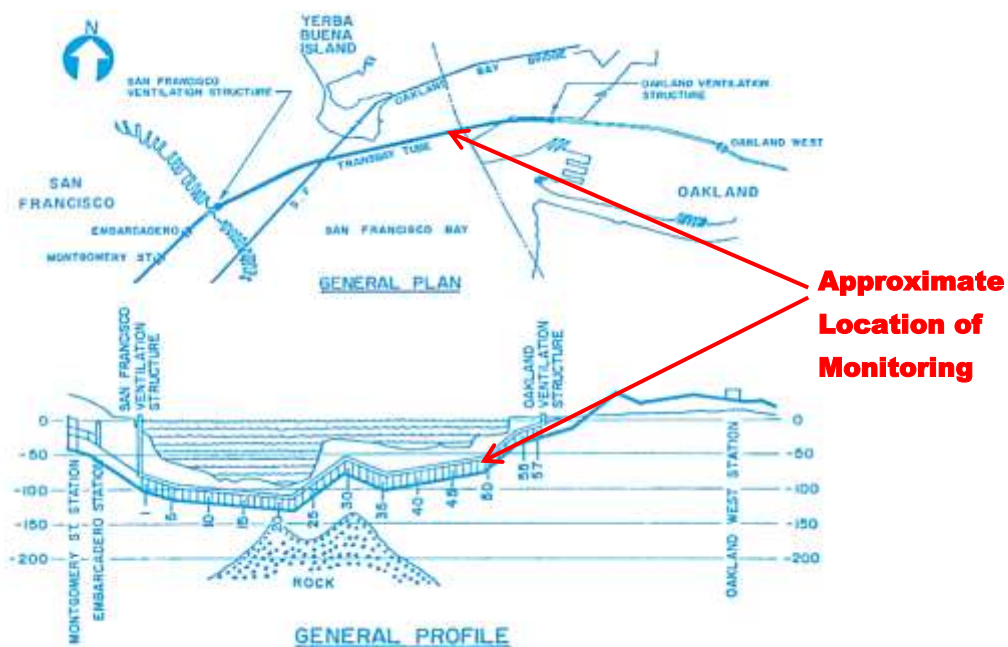 N
YERBA
BUENA
ISLAND
SAN FRANCISCO
VENTILATION STRUCTURE
OAKLAND BAY BRIDGE
OAKLAND VENTILATION
STRUCTURE
TRANSBAY TUBE
OAKLAND WEST
SAN
FRANCISCO
OAKLAND
S.F.
EMBARCADERO
SAN FRANCISCO BAY
MONTGOMERY ST.
GENERAL PLAN
Approximate
Location of
Monitoring
SAN FRANCISCO
VENTILATION
STRUCTURE
OAKLAND
VENTILATION
STRUCTURE
0
-50
-100
-150
-200
0
-50
-100
-150
-200
1
5
10
15
20
25
30
35
40
45
50
55
57
MONTGOMERY ST STATION
EMBARCADERO STATION
OAKLAND WEST STATION
ROCK
GENERAL PROFILE